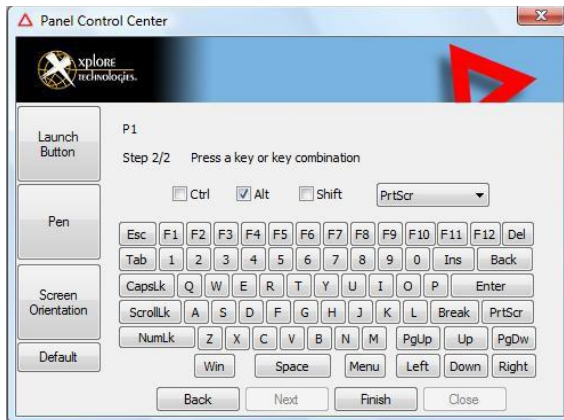 Panel Control Center
xplore
TECHNOLOGIES.
Launch
Button
Pen
Screen
Orientation
Default
P1
Step 2/2 Press a key or key combination
Ctrl Alt Shift PrtScr
Esc F1 F2 F3 F4 F5 F6 F7 F8 F9 F10 F11 F12 Del
Tab 1 2 3 4 5 6 7 8 9 0 Ins Back
CapsLk Q W E R T Y U I O P Enter
ScrollLk A S D F G H J K L Break PrtScr
NumLk Z X C V B N M PgUp Up PgDw
Win Space Menu Left Down Right
Back Next Finish Close